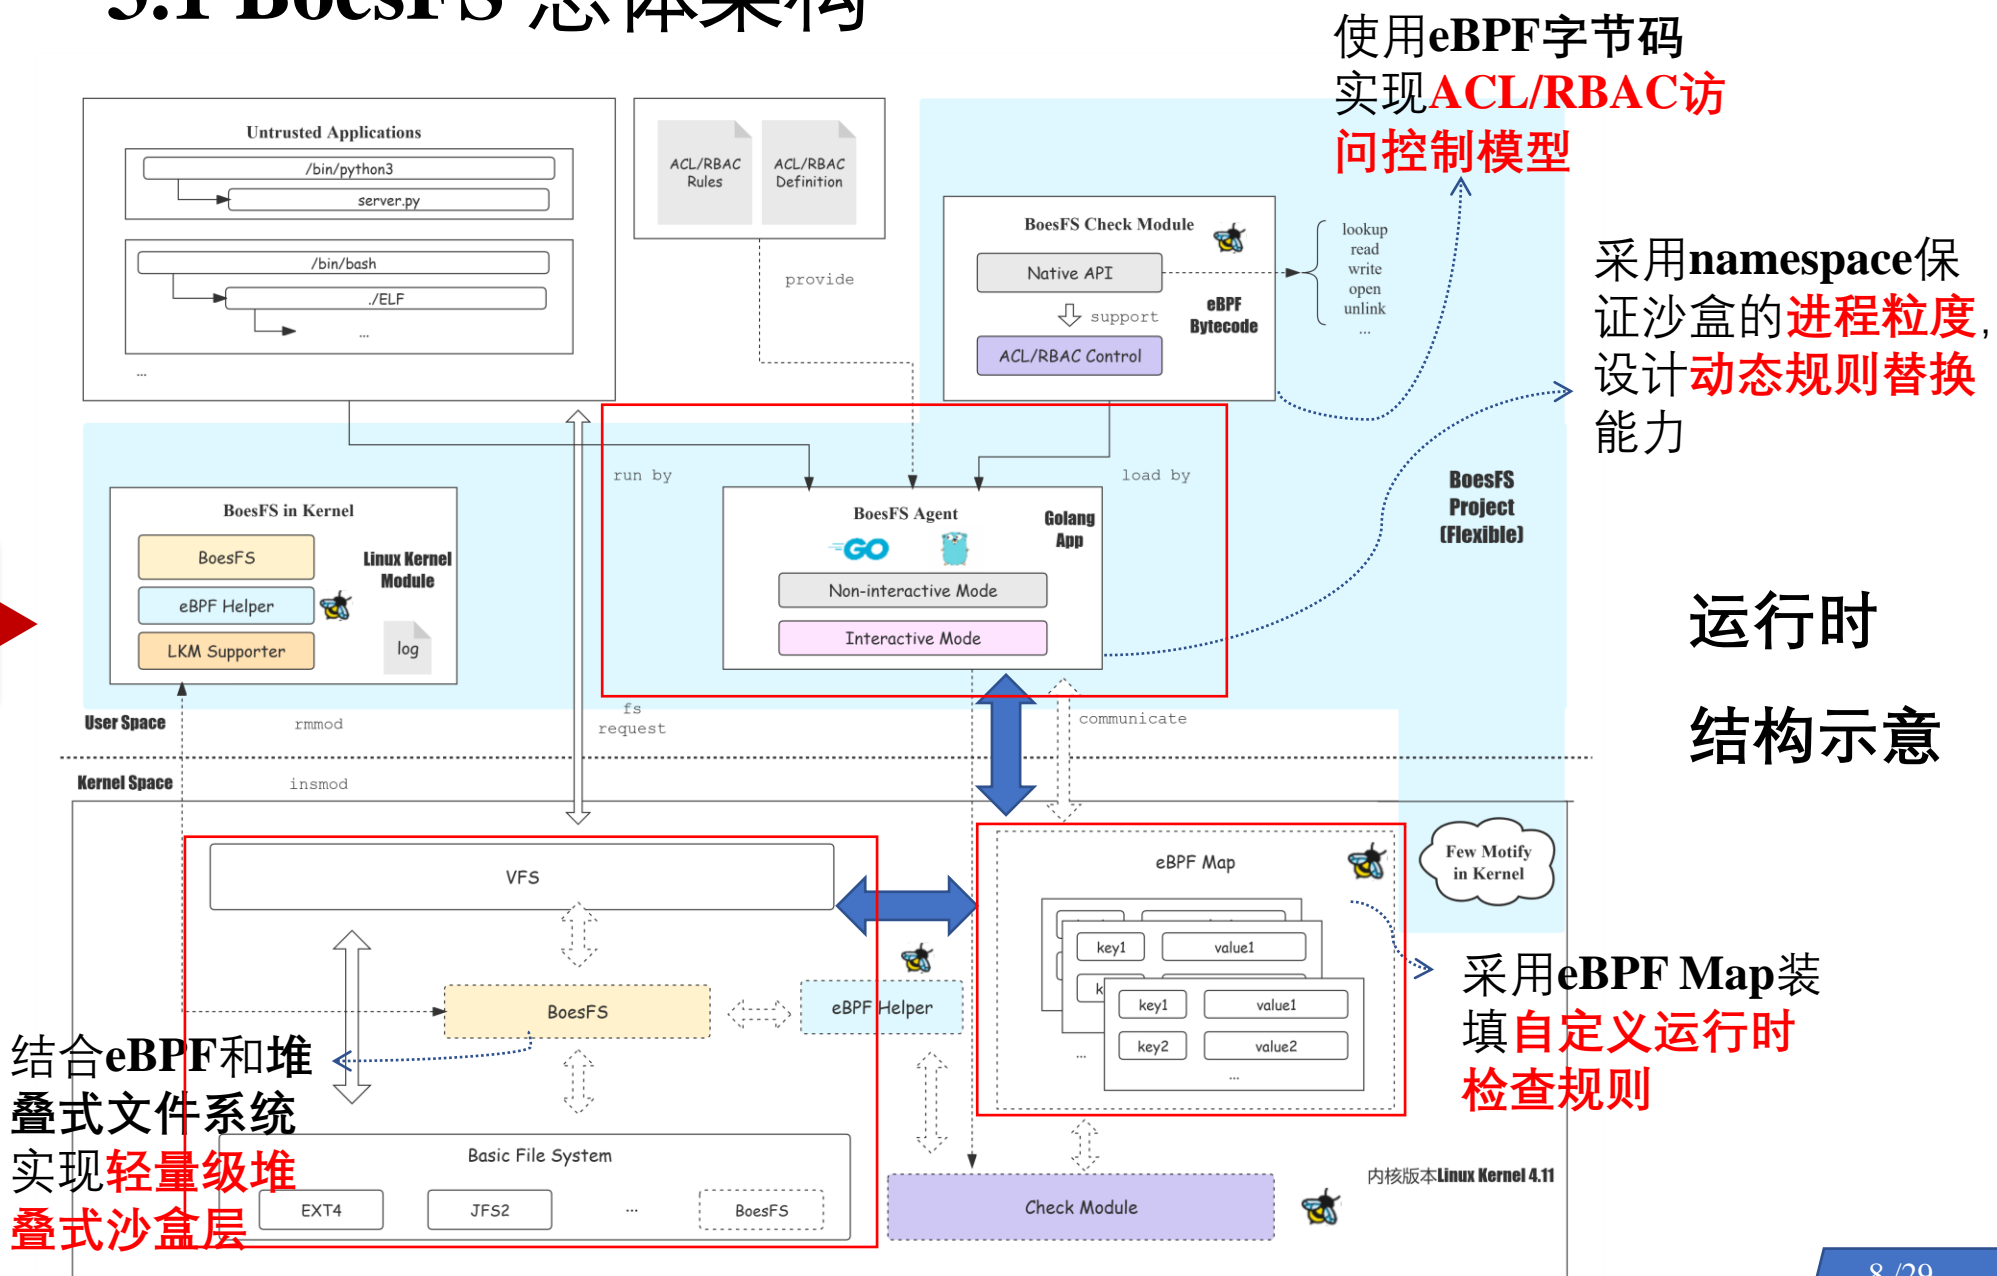 3.1 BoesFS 总体架构
使用eBPF字节码
实现ACL/RBAC访
问控制模型
Untrusted Applications
/bin/python3
server.py
/bin/bash
./ELF
...
...
ACL/RBAC
Rules
ACL/RBAC
Definition
provide
BoesFS Check Module
Native API
support
ACL/RBAC Control
eBPF
Bytecode
lookup
read
write
open
unlink
...
采用namespace保
证沙盒的进程粒度,
设计动态规则替换
能力
run by
load by
BoesFS in Kernel
BoesFS
eBPF Helper
LKM Supporter
Linux Kernel
Module
log
BoesFS Agent
GO
Golang
App
Non-interactive Mode
Interactive Mode
BoesFS
Project
(Flexible)
运行时
结构示意
User Space
rmmod
fs
request
communicate
Kernel Space
insmod
VFS
BoesFS
eBPF Helper
eBPF Map
key1
value1
k
key1
value1
key2
value2
...
...
Few Motify
in Kernel
采用eBPF Map装
填自定义运行时
检查规则
结合eBPF和堆
叠式文件系统
实现轻量级堆
叠式沙盒层
Basic File System
EXT4
JFS2
...
BoesFS
Check Module
内核版本Linux Kernel 4.11
8 /29